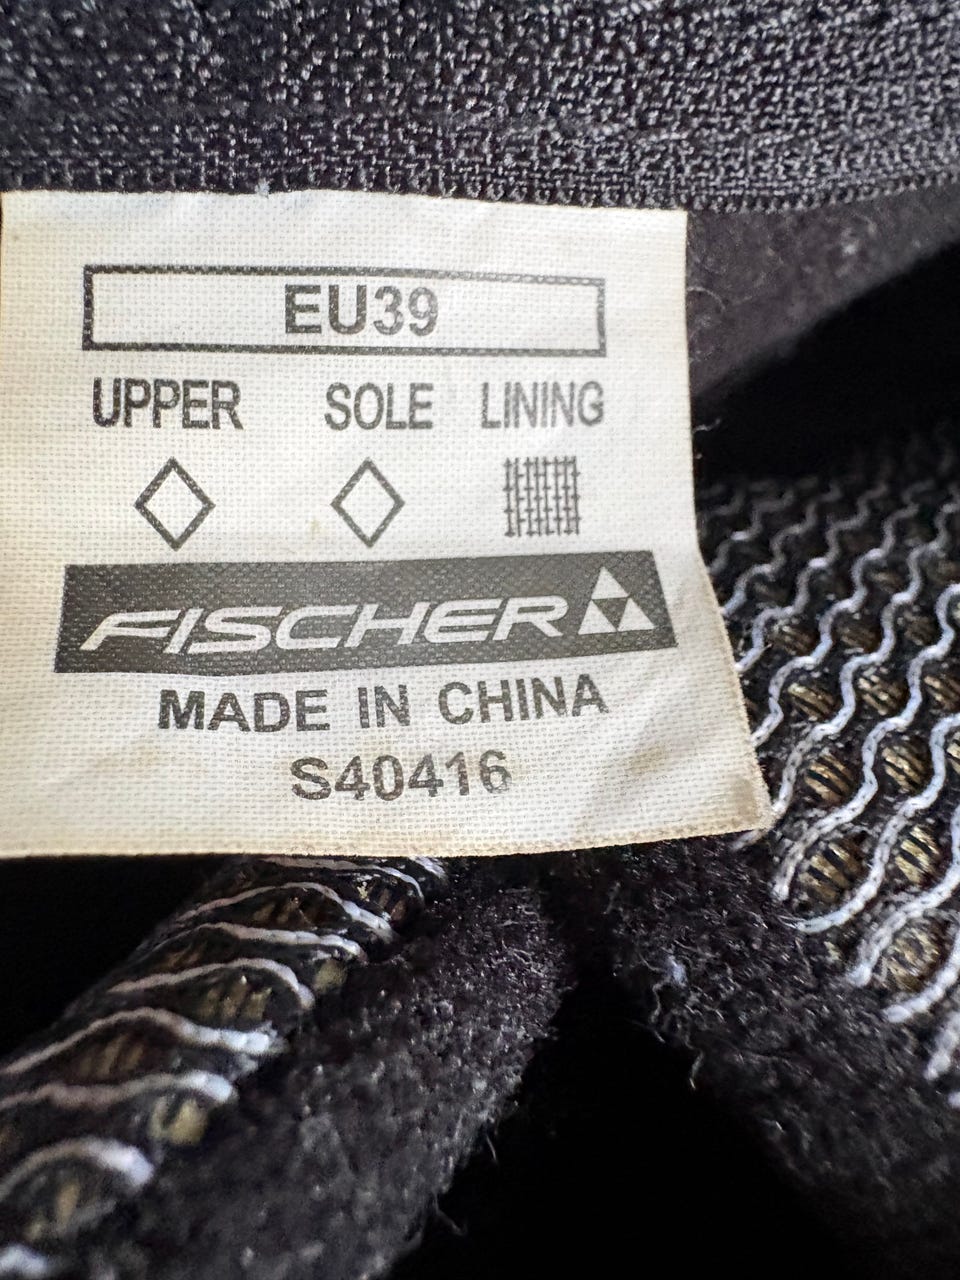 EU39
UPPER SOLE LINING
FISCHER
MADE IN CHINA
S40416